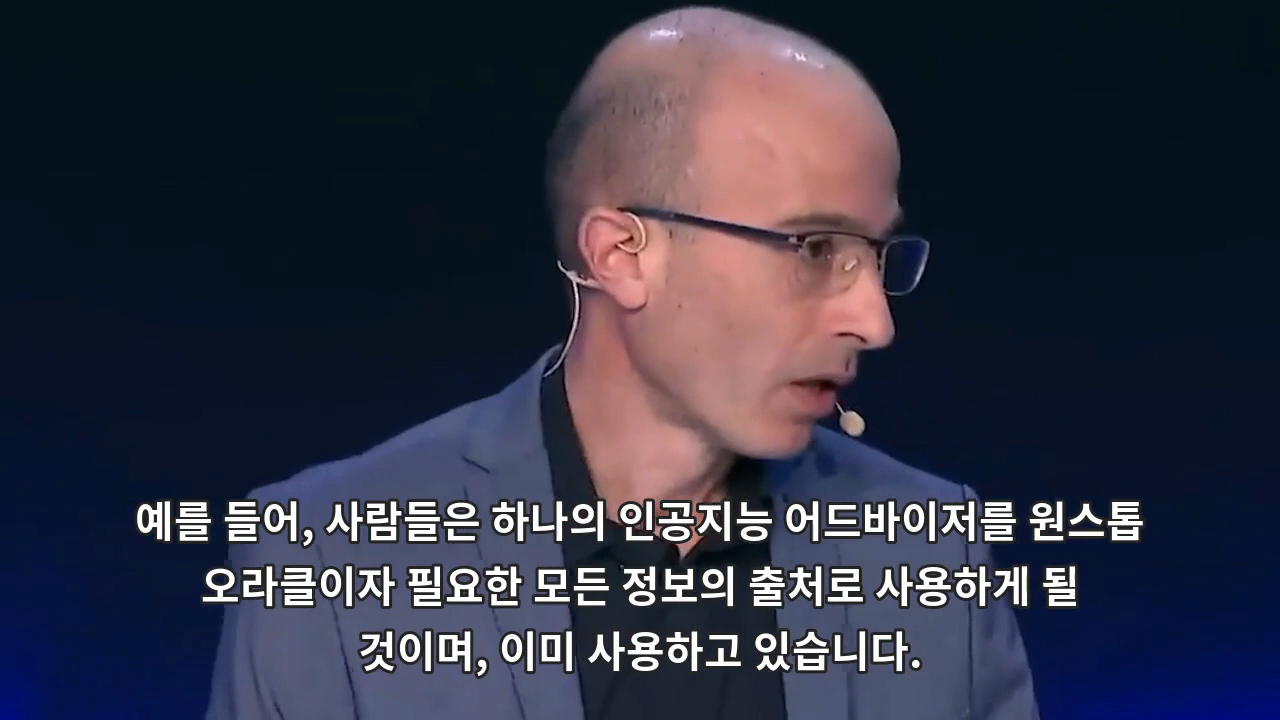 예를 들어, 사람들은 하나의 인공지능 어드바이저를 원스톱
오라클이자 필요한 모든 정보의 출처로 사용하게 될
것이며, 이미 사용하고 있습니다.